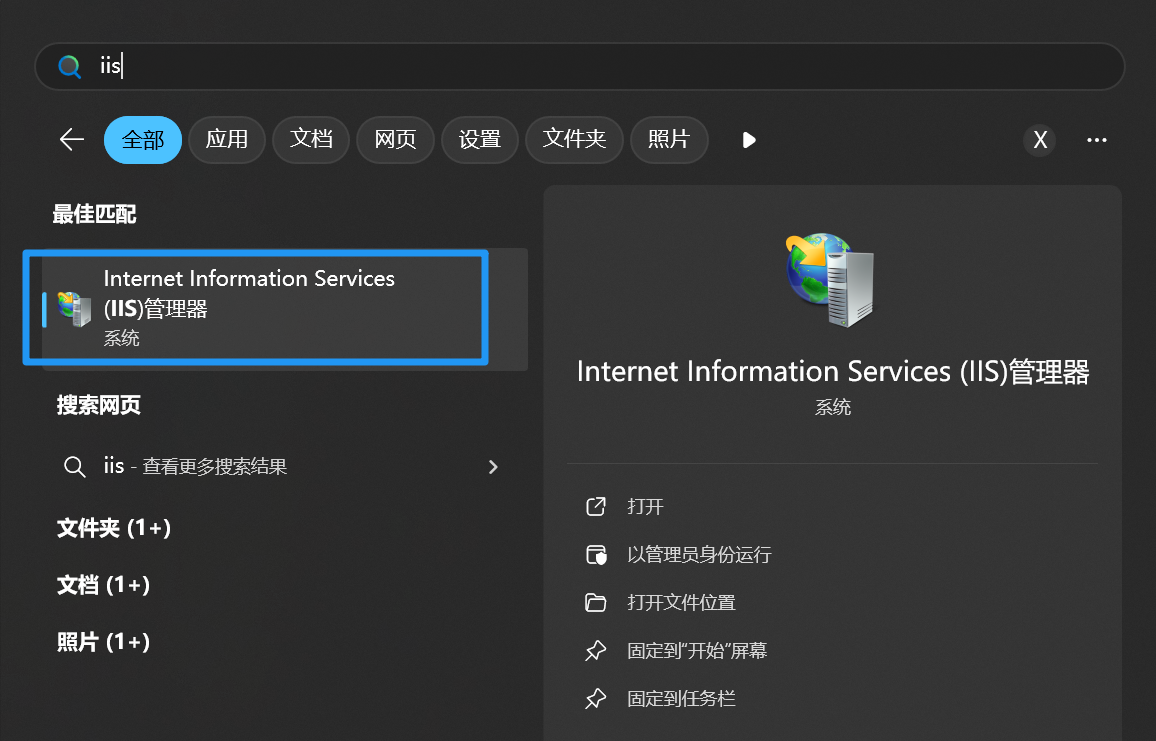 iis
全部
应用
文档
网页
设置
文件夹
照片
X
最佳匹配
Internet Information Services
(IIS)管理器
系统
搜索网页
iis - 查看更多搜索结果
文件夹 (1+)
文档 (1+)
照片 (1+)
Internet Information Services (IIS)管理器
系统
打开
以管理员身份运行
打开文件位置
固定到“开始”屏幕
固定到任务栏